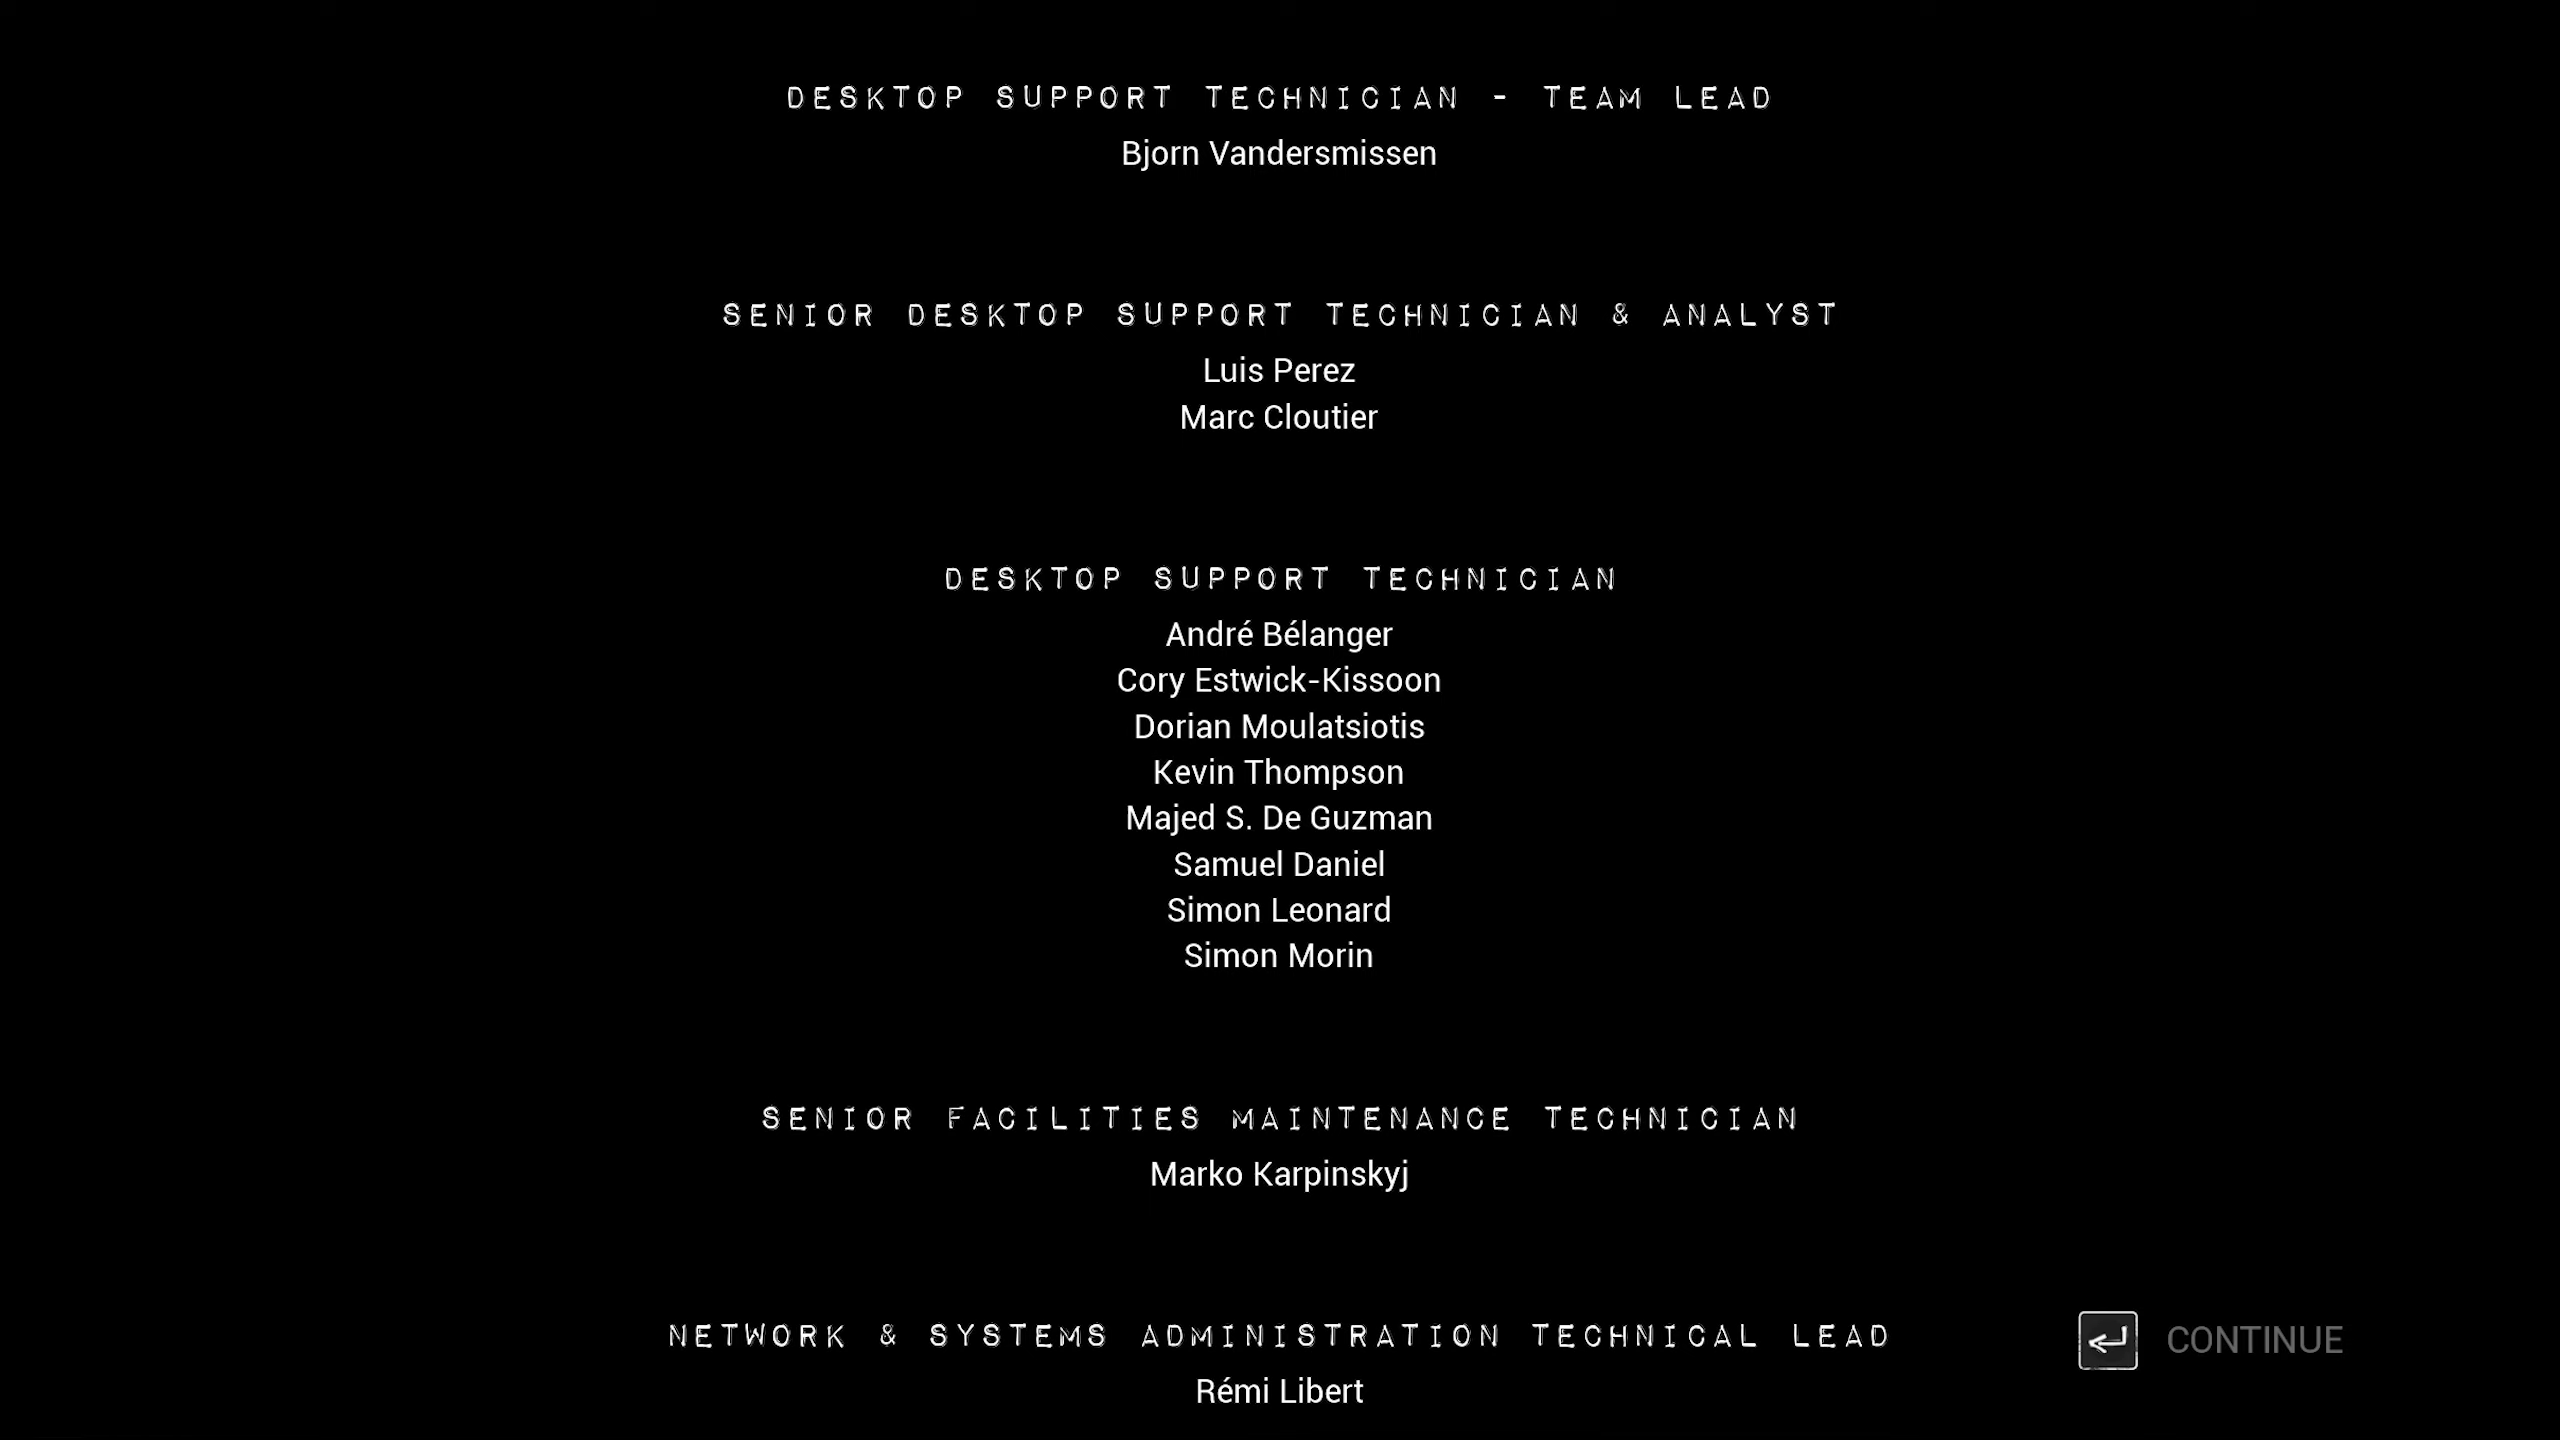 DESKTOP SUPPORT TECHNICIAN - TEAM LEAD
Bjorn Vandersmissen
SENIOR DESKTOP SUPPORT TECHNICIAN & ANALYST
Luis Perez
Marc Cloutier
DESKTOP SUPPORT TECHNICIAN
André Bélanger
Cory Estwick-Kissoon
Dorian Moulatsiotis
Kevin Thompson
Majed S. De Guzman
Samuel Daniel
Simon Leonard
Simon Morin
SENIOR FACILITIES MAINTENANCE TECHNICIAN
Marko Karpinskyj
NETWORK & SYSTEMS ADMINISTRATION TECHNICAL LEAD
CONTINUE
Rémi Libert